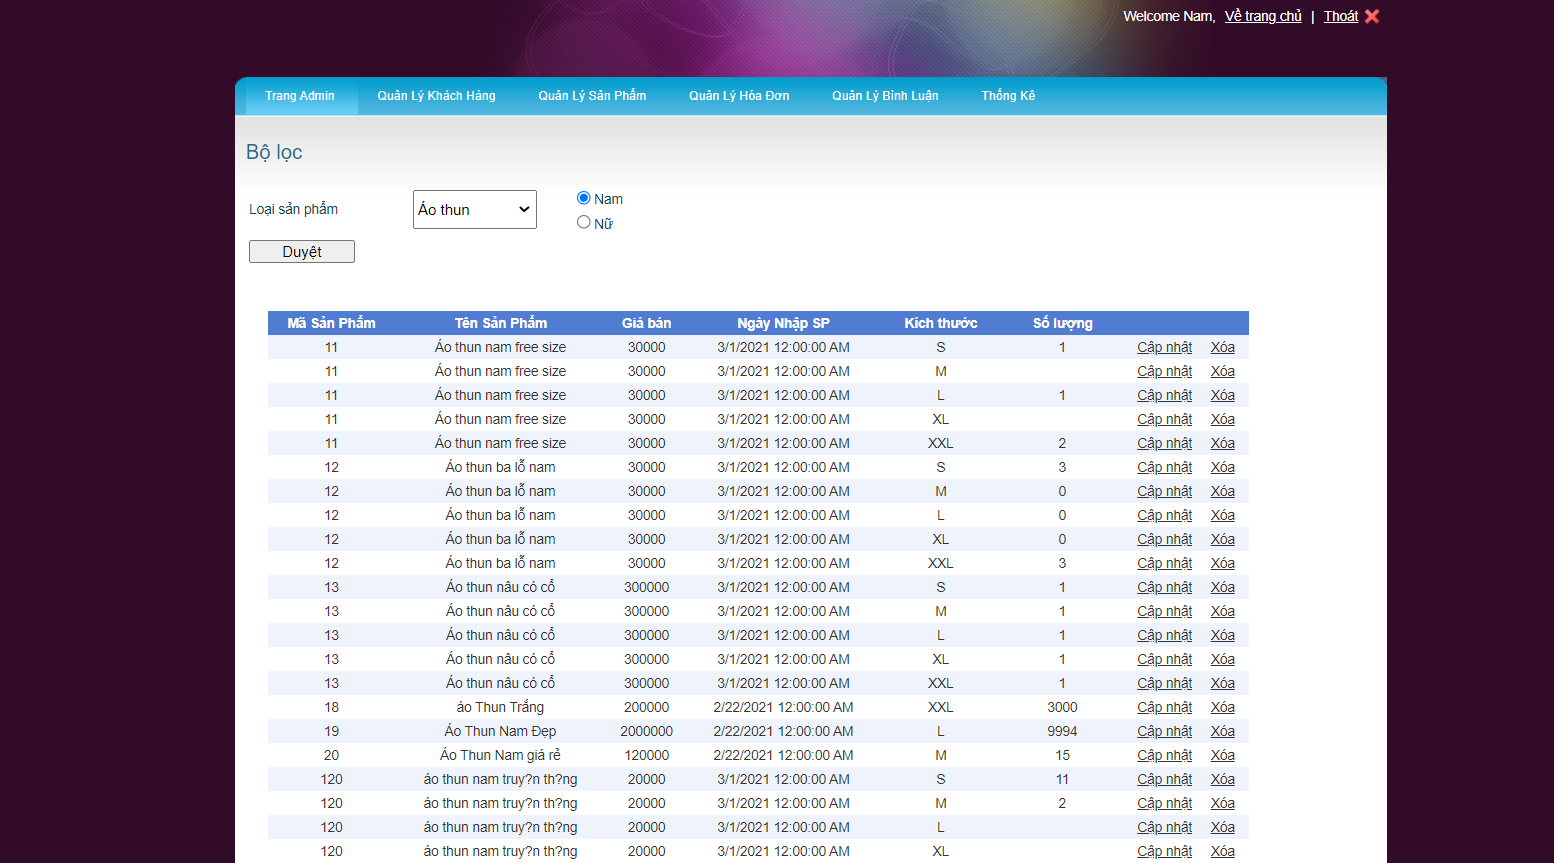 Welcome Nam, Về trang chủ | Thoát
Trang Admin Quản Lý Khách Hàng Quản Lý Sản Phẩm Quản Lý Hóa Đơn Quản Lý Bình Luận Thống Kê
Bộ lọc
Loại sản phẩm Áo thun Nam
Nữ
Duyệt
Mã Sản Phẩm Tên Sản Phẩm Giá bán Ngày Nhập SP Kích thước Số lượng
11 Áo thun nam free size 30000 3/1/2021 12:00:00 AM S 1 Cập nhật Xóa
11 Áo thun nam free size 30000 3/1/2021 12:00:00 AM M Cập nhật Xóa
11 Áo thun nam free size 30000 3/1/2021 12:00:00 AM L 1 Cập nhật Xóa
11 Áo thun nam free size 30000 3/1/2021 12:00:00 AM XL Cập nhật Xóa
11 Áo thun nam free size 30000 3/1/2021 12:00:00 AM XXL 2 Cập nhật Xóa
12 Áo thun ba lỗ nam 30000 3/1/2021 12:00:00 AM S 3 Cập nhật Xóa
12 Áo thun ba lỗ nam 30000 3/1/2021 12:00:00 AM M 0 Cập nhật Xóa
12 Áo thun ba lỗ nam 30000 3/1/2021 12:00:00 AM L 0 Cập nhật Xóa
12 Áo thun ba lỗ nam 30000 3/1/2021 12:00:00 AM XL 0 Cập nhật Xóa
12 Áo thun ba lỗ nam 30000 3/1/2021 12:00:00 AM XXL 3 Cập nhật Xóa
13 Áo thun nâu có cổ 300000 3/1/2021 12:00:00 AM S 1 Cập nhật Xóa
13 Áo thun nâu có cổ 300000 3/1/2021 12:00:00 AM M 1 Cập nhật Xóa
13 Áo thun nâu có cổ 300000 3/1/2021 12:00:00 AM L 1 Cập nhật Xóa
13 Áo thun nâu có cổ 300000 3/1/2021 12:00:00 AM XL 1 Cập nhật Xóa
13 Áo thun nâu có cổ 300000 3/1/2021 12:00:00 AM XXL 1 Cập nhật Xóa
18 áo Thun Trắng 200000 2/22/2021 12:00:00 AM XXL 3000 Cập nhật Xóa
19 Áo Thun Nam Đẹp 2000000 2/22/2021 12:00:00 AM L 9994 Cập nhật Xóa
20 Áo Thun Nam giá rẻ 120000 2/22/2021 12:00:00 AM M 15 Cập nhật Xóa
120 áo thun nam truy?n th?ng 20000 3/1/2021 12:00:00 AM S 11 Cập nhật Xóa
120 áo thun nam truy?n th?ng 20000 3/1/2021 12:00:00 AM M 2 Cập nhật Xóa
120 áo thun nam truy?n th?ng 20000 3/1/2021 12:00:00 AM L Cập nhật Xóa
120 áo thun nam truy?n th?ng 20000 3/1/2021 12:00:00 AM XL Cập nhật Xóa